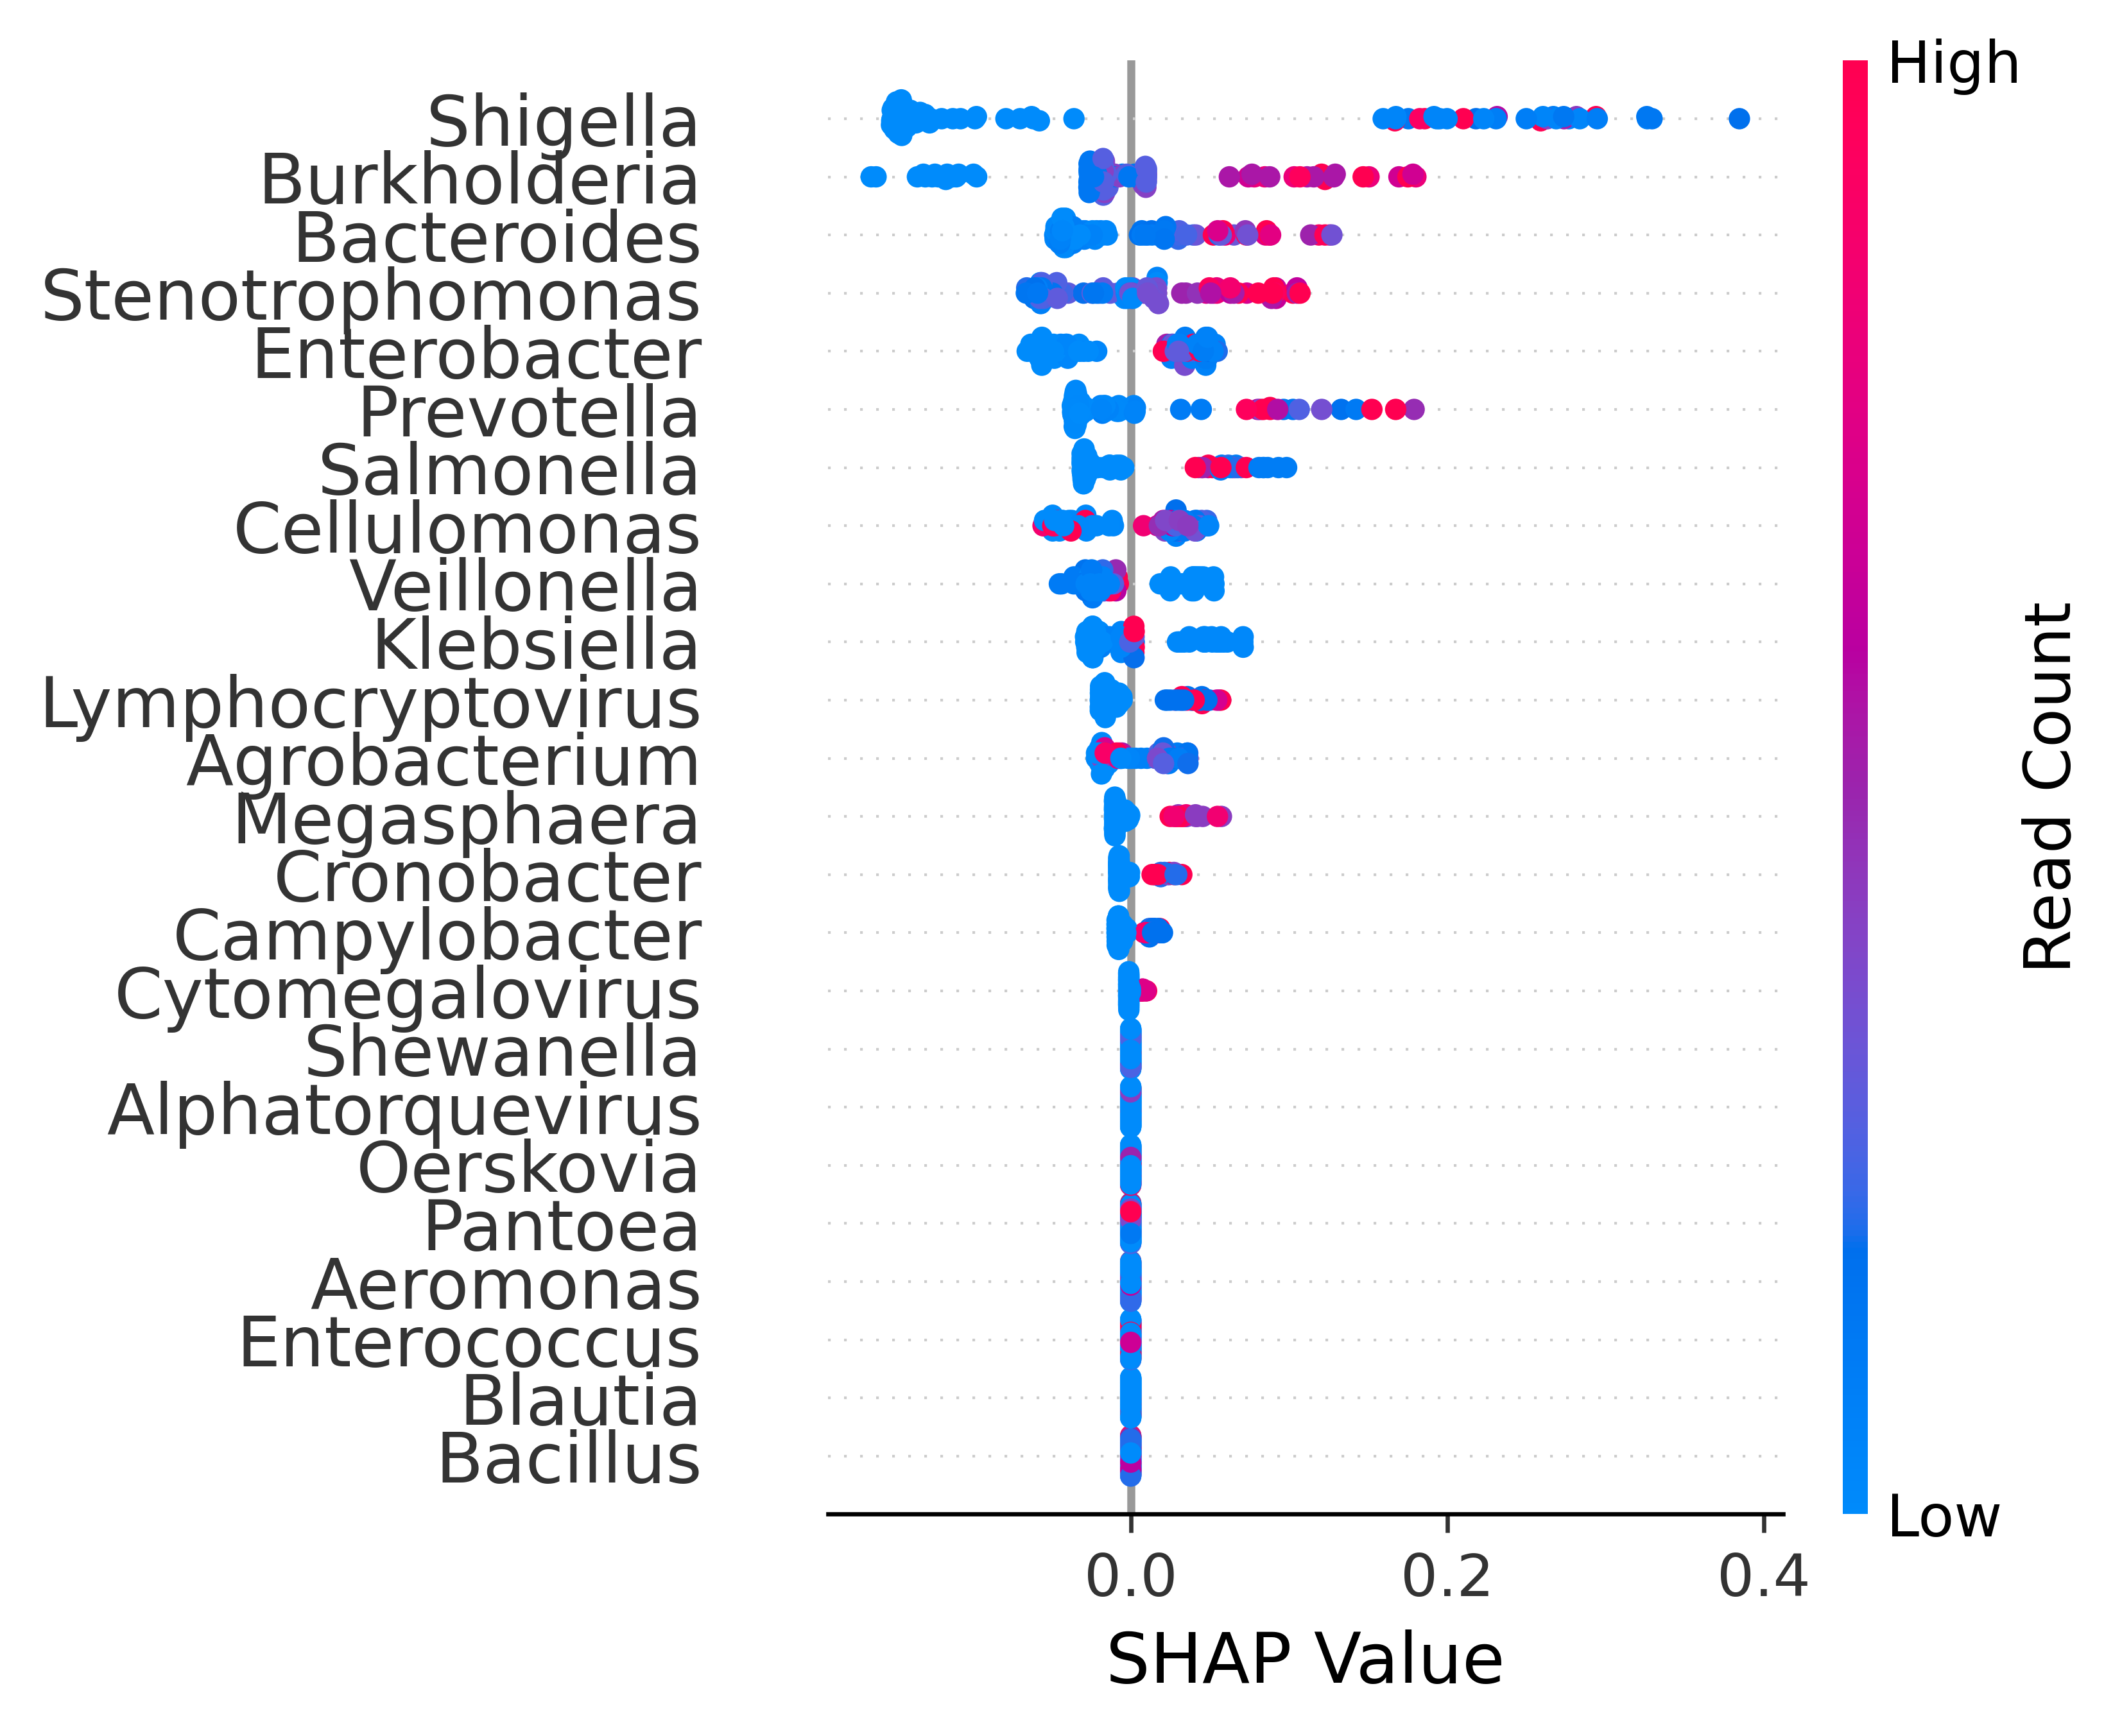 High
Shigella
Burkholderia
Bacteroides
Stenotrophomonas
Enterobacter
Prevotella
Salmonella
Cellulomonas
Veillonella
Klebsiella
Lymphocryptovirus
Agrobacterium
Megasphaera
Cronobacter
Campylobacter
Cytomegalovirus
Shewanella
Alphatorquevirus
Oerskovia
Pantoea
Aeromonas
Enterococcus
Blautia
Bacillus
Read Count
Low
0.0 0.2 0.4
SHAP Value